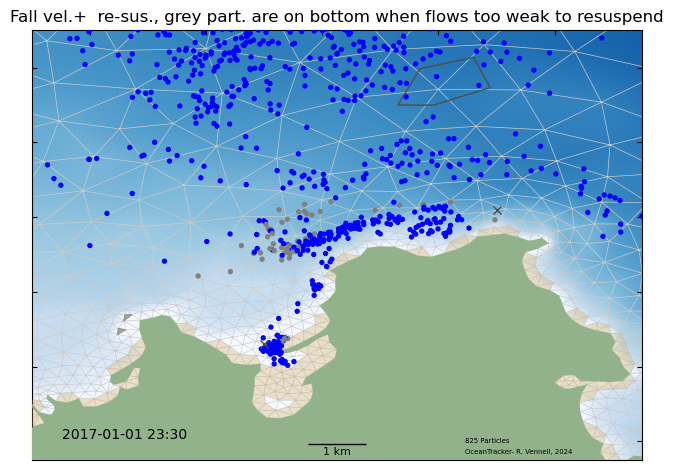 Fall vel.+  re-sus., grey part. are on bottom when flows too weak to resuspend
2017-01-01 23:30
1 km
825 Particles
OceanTracker- R. Vennell, 2024